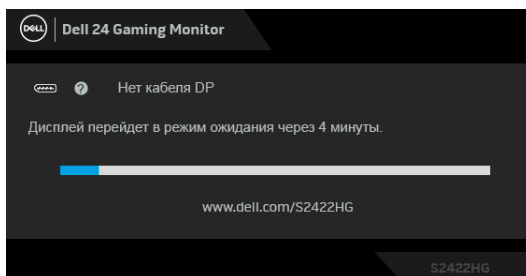 DELL Dell 24 Gaming Monitor
Нет кабеля DP
Дисплей перейдет в режим ожидания через 4 минуты.
www.dell.com/S2422HG
S2422HG